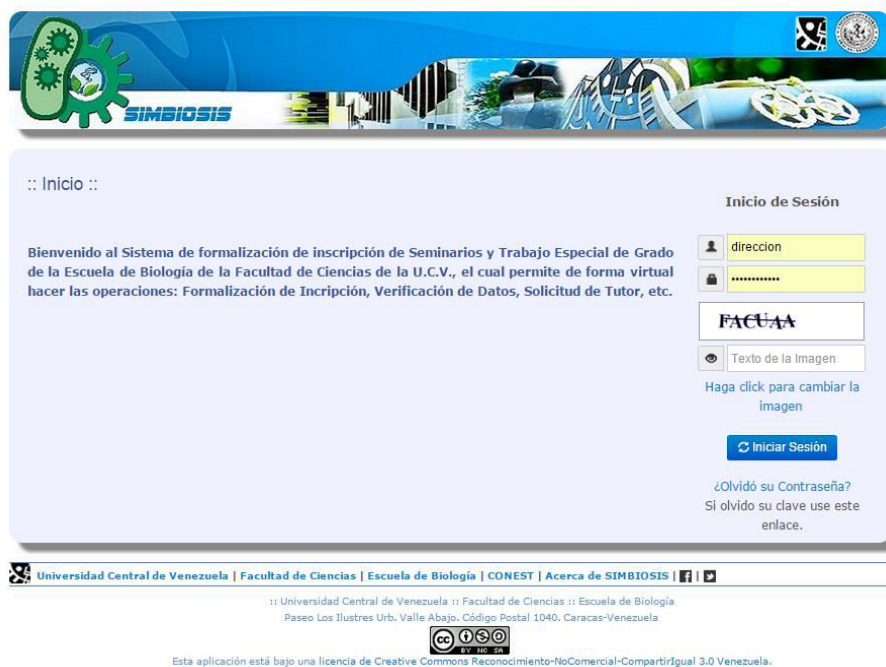 SIMBIOSIS
:: Inicio ::
Bienvenido al Sistema de formalización de inscripción de Seminarios y Trabajo Especial de Grado
de la Escuela de Biología de la Facultad de Ciencias de la U.C.V., el cual permite de forma virtual
hacer las operaciones: Formalización de Incripción, Verificación de Datos, Solicitud de Tutor, etc.
Inicio de Sesión
direccion
••••••••••••
FACUAA
Texto de la Imagen
Haga click para cambiar la
imagen
Iniciar Sesión
¿Olvidó su Contraseña?
Si olvido su clave use este
enlace.
Universidad Central de Venezuela | Facultad de Ciencias | Escuela de Biología | CONEST | Acerca de SIMBIOSIS | f |
:: Universidad Central de Venezuela :: Facultad de Ciencias :: Escuela de Biología
Paseo Los Ilustres Urb. Valle Abajo. Código Postal 1040. Caracas-Venezuela
cc
BY NC SA
Esta aplicación está bajo una licencia de Creative Commons Reconocimiento-NoComercial-CompartirIgual 3.0 Venezuela.